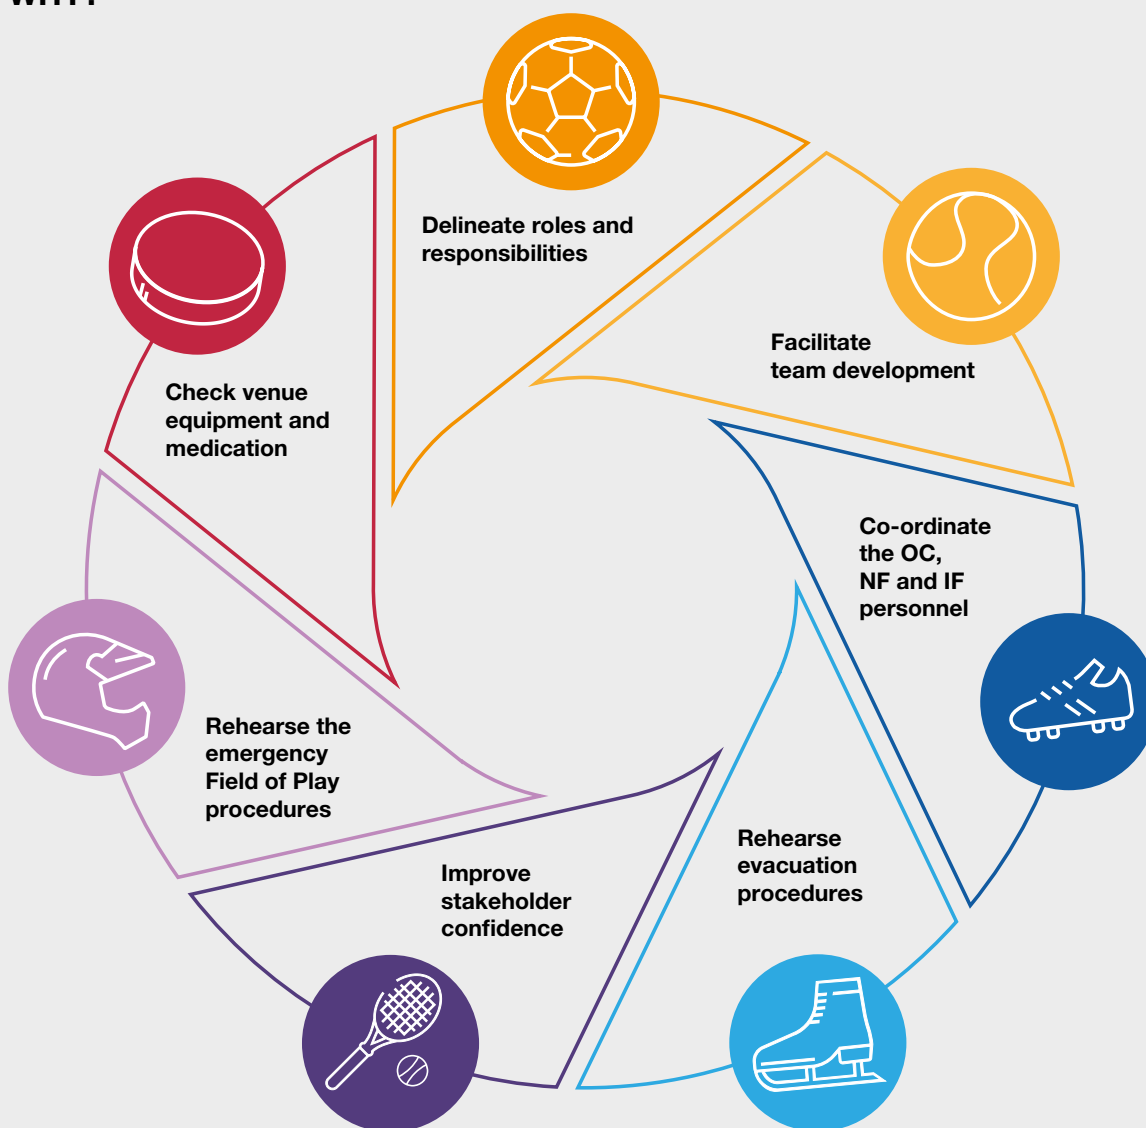 Delineate roles and
responsibilities
Facilitate
team development
Co-ordinate
the OC,
NF and IF
personnel
Rehearse
evacuation
procedures
Improve
stakeholder
confidence
Rehearse the
emergency
Field of Play
procedures
Check venue
equipment and
medication